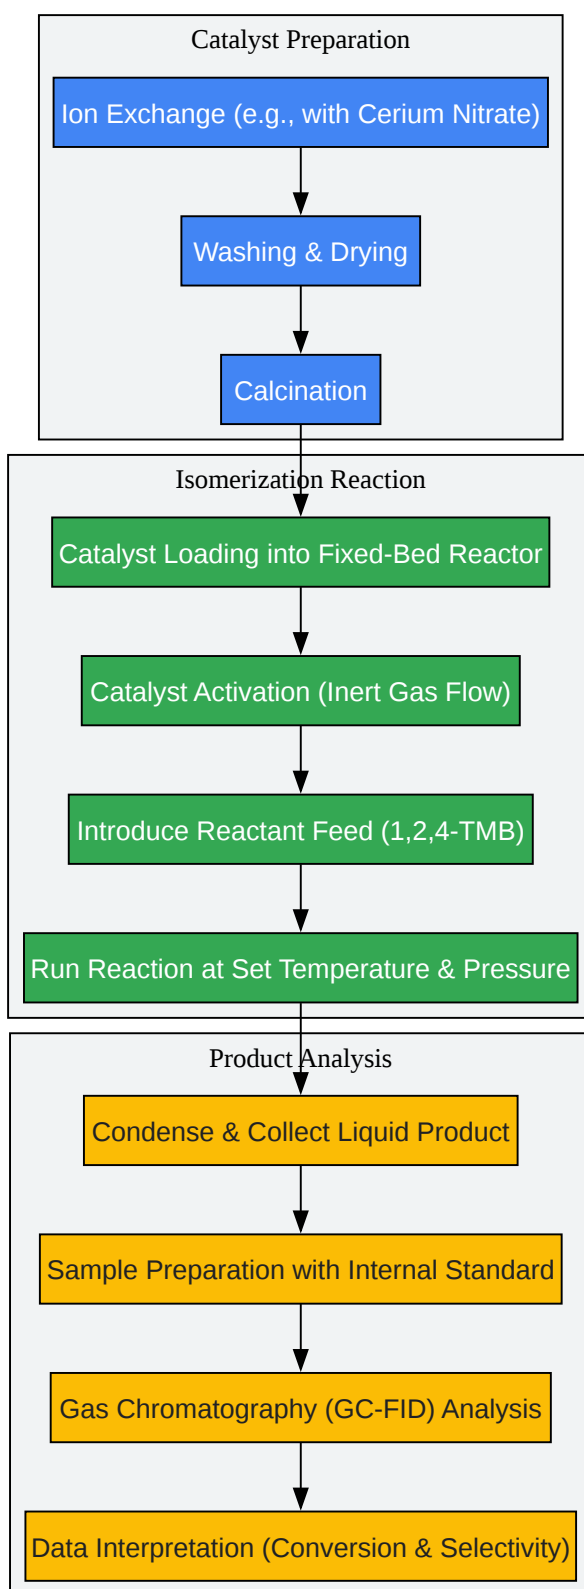 Catalyst Preparation
Ion Exchange (e.g., with Cerium Nitrate)
Washing & Drying
Calcination
Isomerization Reaction
Catalyst Loading into Fixed-Bed Reactor
Catalyst Activation (Inert Gas Flow)
Introduce Reactant Feed (1,2,4-TMB)
Run Reaction at Set Temperature & Pressure
Product Analysis
Condense & Collect Liquid Product
Sample Preparation with Internal Standard
Gas Chromatography (GC-FID) Analysis
Data Interpretation (Conversion & Selectivity)